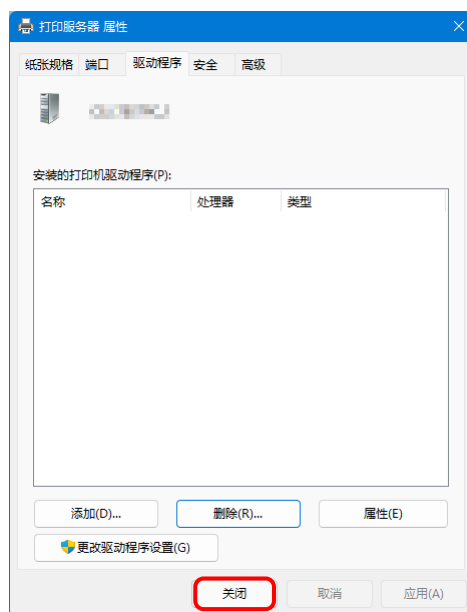 打印服务器 属性
纸张规格 端口 驱动程序 安全 高级
安装的打印机驱动程序(P):
名称 处理器 类型
添加(D)... 删除(R)... 属性(E)
更改驱动程序设置(G)
关闭 取消 应用(A)